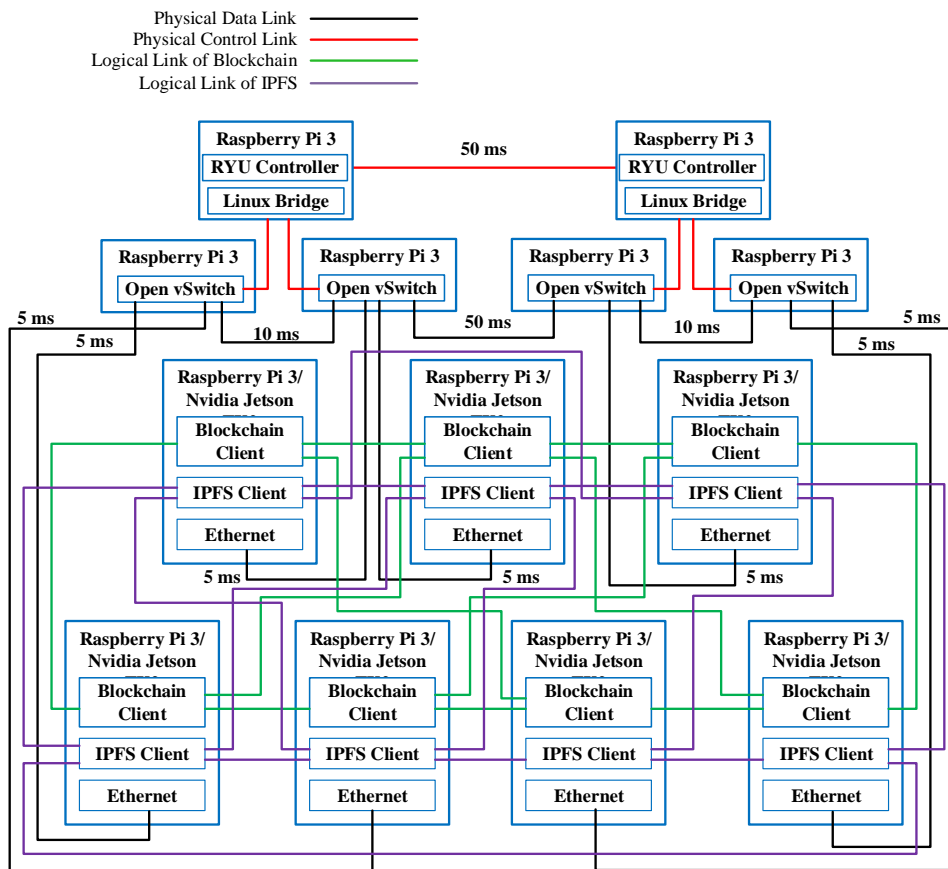 Physical Data Link
Physical Control Link
Logical Link of Blockchain
Logical Link of IPFS
Raspberry Pi 3
RYU Controller
Linux Bridge
50 ms
Raspberry Pi 3
RYU Controller
Linux Bridge
Raspberry Pi 3
Open vSwitch
Raspberry Pi 3
Open vSwitch
Raspberry Pi 3
Open vSwitch
Raspberry Pi 3
Open vSwitch
5 ms
5 ms
10 ms
50 ms
10 ms
5 ms
5 ms
Raspberry Pi 3/
Nvidia Jetson
Blockchain
Client
IPFS Client
Ethernet
Raspberry Pi 3/
Nvidia Jetson
Blockchain
Client
IPFS Client
Ethernet
Raspberry Pi 3/
Nvidia Jetson
Blockchain
Client
IPFS Client
Ethernet
5 ms
5 ms
5 ms
Raspberry Pi 3/
Nvidia Jetson
Blockchain
Client
IPFS Client
Ethernet
Raspberry Pi 3/
Nvidia Jetson
Blockchain
Client
IPFS Client
Ethernet
Raspberry Pi 3/
Nvidia Jetson
Blockchain
Client
IPFS Client
Ethernet
Raspberry Pi 3/
Nvidia Jetson
Blockchain
Client
IPFS Client
Ethernet